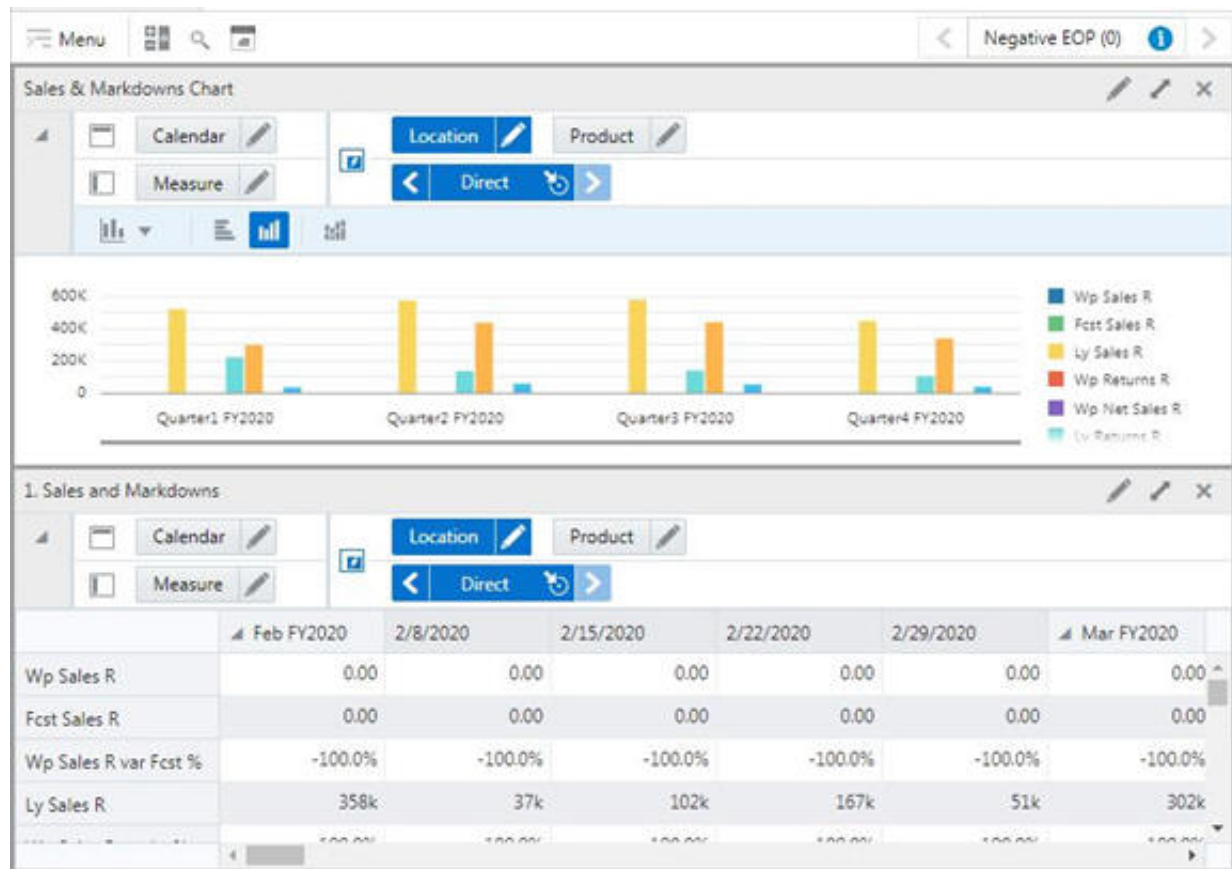 Menu Negative EOP (0)
Sales & Markdowns Chart
Calendar Location Product
Measure Direct
600K
400K
200K
0
Quarter1 FY2020 Quarter2 FY2020 Quarter3 FY2020 Quarter4 FY2020
Wp Sales R
Fcst Sales R
Ly Sales R
Wp Returns R
Wp Net Sales R
Ly Returns R
1. Sales and Markdowns
Calendar Location Product
Measure Direct
Feb FY2020 2/8/2020 2/15/2020 2/22/2020 2/29/2020 Mar FY2020
Wp Sales R 0.00 0.00 0.00 0.00 0.00 0.00
Fcst Sales R 0.00 0.00 0.00 0.00 0.00 0.00
Wp Sales R var Fcst % -100.0% -100.0% -100.0% -100.0% -100.0% -100.0%
Ly Sales R 358k 37k 102k 167k 51k 302k